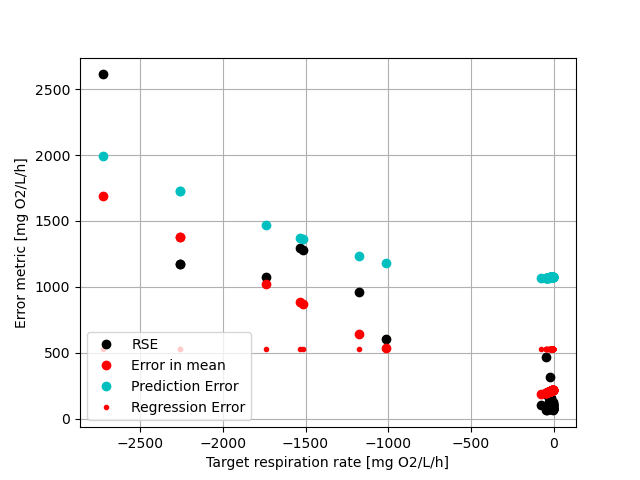 2500
2000
1500
1000
500
0
Error metric [mg O2/L/h]
RSE
Error in mean
Prediction Error
Regression Error
−2500
−2000
−1500
−1000
−500
0
Target respiration rate [mg O2/L/h]